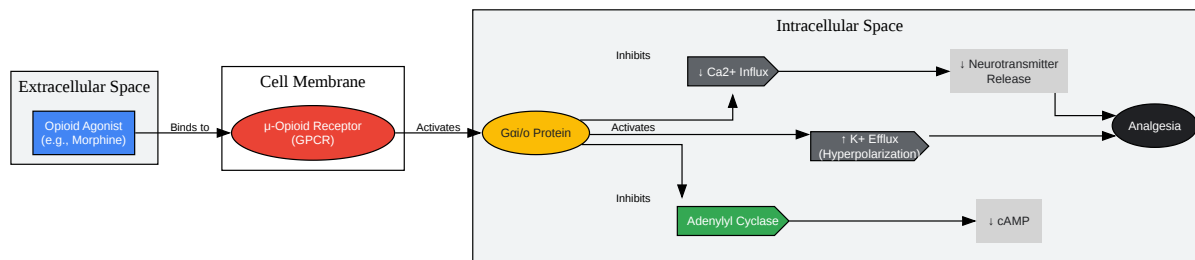 Extracellular Space
Opioid Agonist
(e.g., Morphine)
Binds to
Cell Membrane
μ-Opioid Receptor
(GPCR)
Activates
Intracellular Space
Gαi/o Protein
Inhibits
↓ Ca2+ Influx
↓ Neurotransmitter
Release
Activates
↑ K+ Efflux
(Hyperpolarization)
Analgesia
Inhibits
Adenylyl Cyclase
↓ cAMP